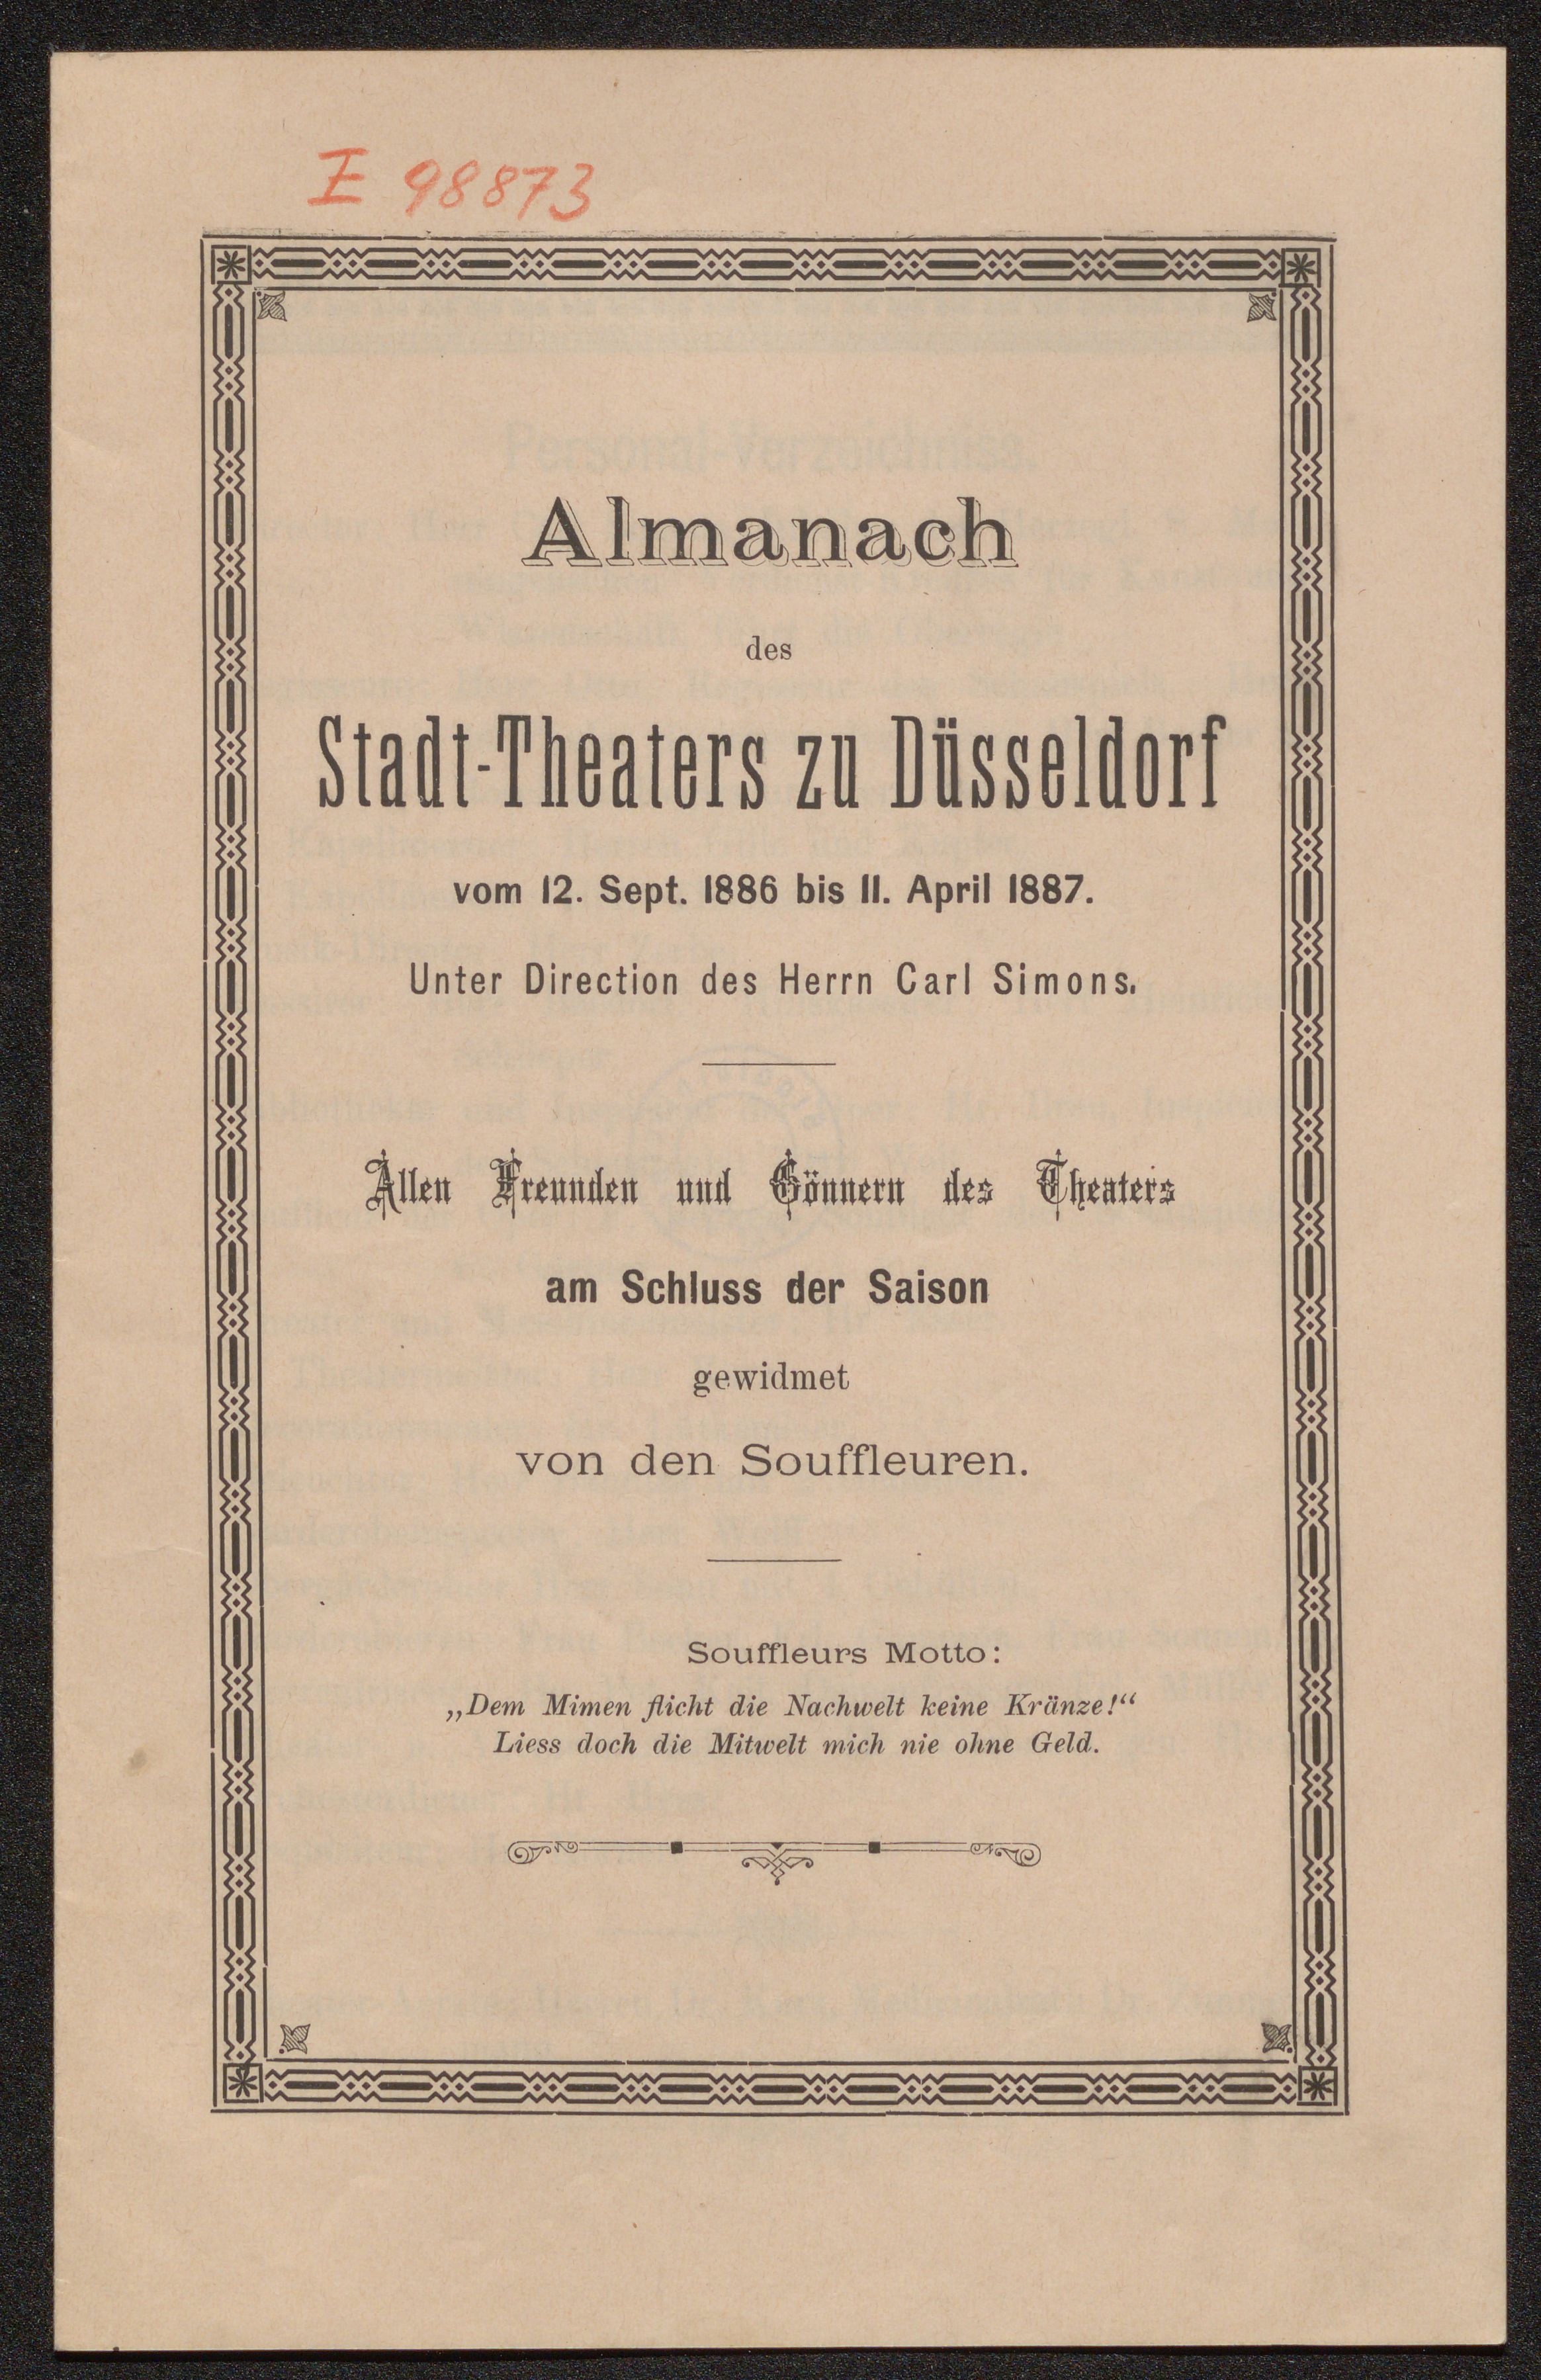 I 98873
Almanach
des
Stadt-Theaters zu Düsseldorf
vom 12. Sept. 1886 bis 11. April 1887.
Unter Direction des Herrn Carl Simons.
Allen Freunden und Gönnern des Theaters
am Schluss der Saison
gewidmet
von den Souffleuren.
Souffleurs Motto:
„Dem Mimen flicht die Nachwelt keine Kränze!“
Liess doch die Mitwelt mich nie ohne Geld.